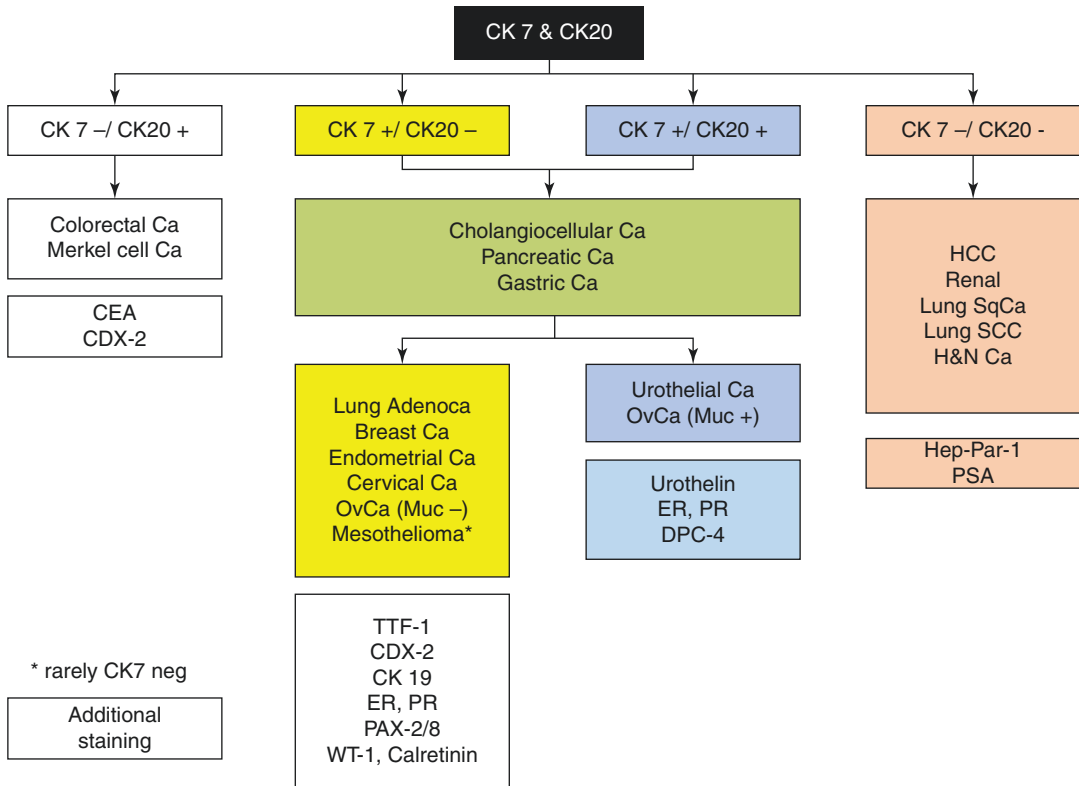 CK 7 & CK20
CK 7 –/ CK20 +
CK 7 +/ CK20 –
CK 7 +/ CK20 +
CK 7 –/ CK20 -
Colorectal Ca
Merkel cell Ca
CEA
CDX-2
Cholangiocellular Ca
Pancreatic Ca
Gastric Ca
Lung Adenoca
Breast Ca
Endometrial Ca
Cervical Ca
OvCa (Muc –)
Mesothelioma*
TTF-1
CDX-2
CK 19
ER, PR
PAX-2/8
WT-1, Calretinin
Urothelial Ca
OvCa (Muc +)
Urothelin
ER, PR
DPC-4
HCC
Renal
Lung SqCa
Lung SCC
H&N Ca
Hep-Par-1
PSA
* rarely CK7 neg
Additional
staining